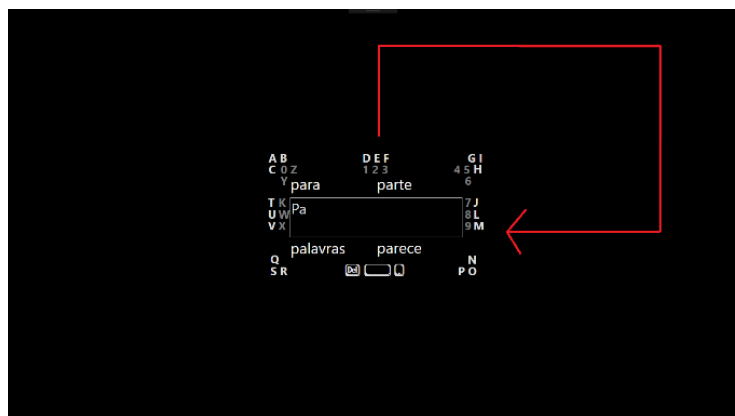 A B D E F G I
C 0 Z 1 2 3 4 5 H
Y para parte 6
T K Pa 7 J
U W 8 L
V X 9 M
palavras parece
Q N
S R Del P O